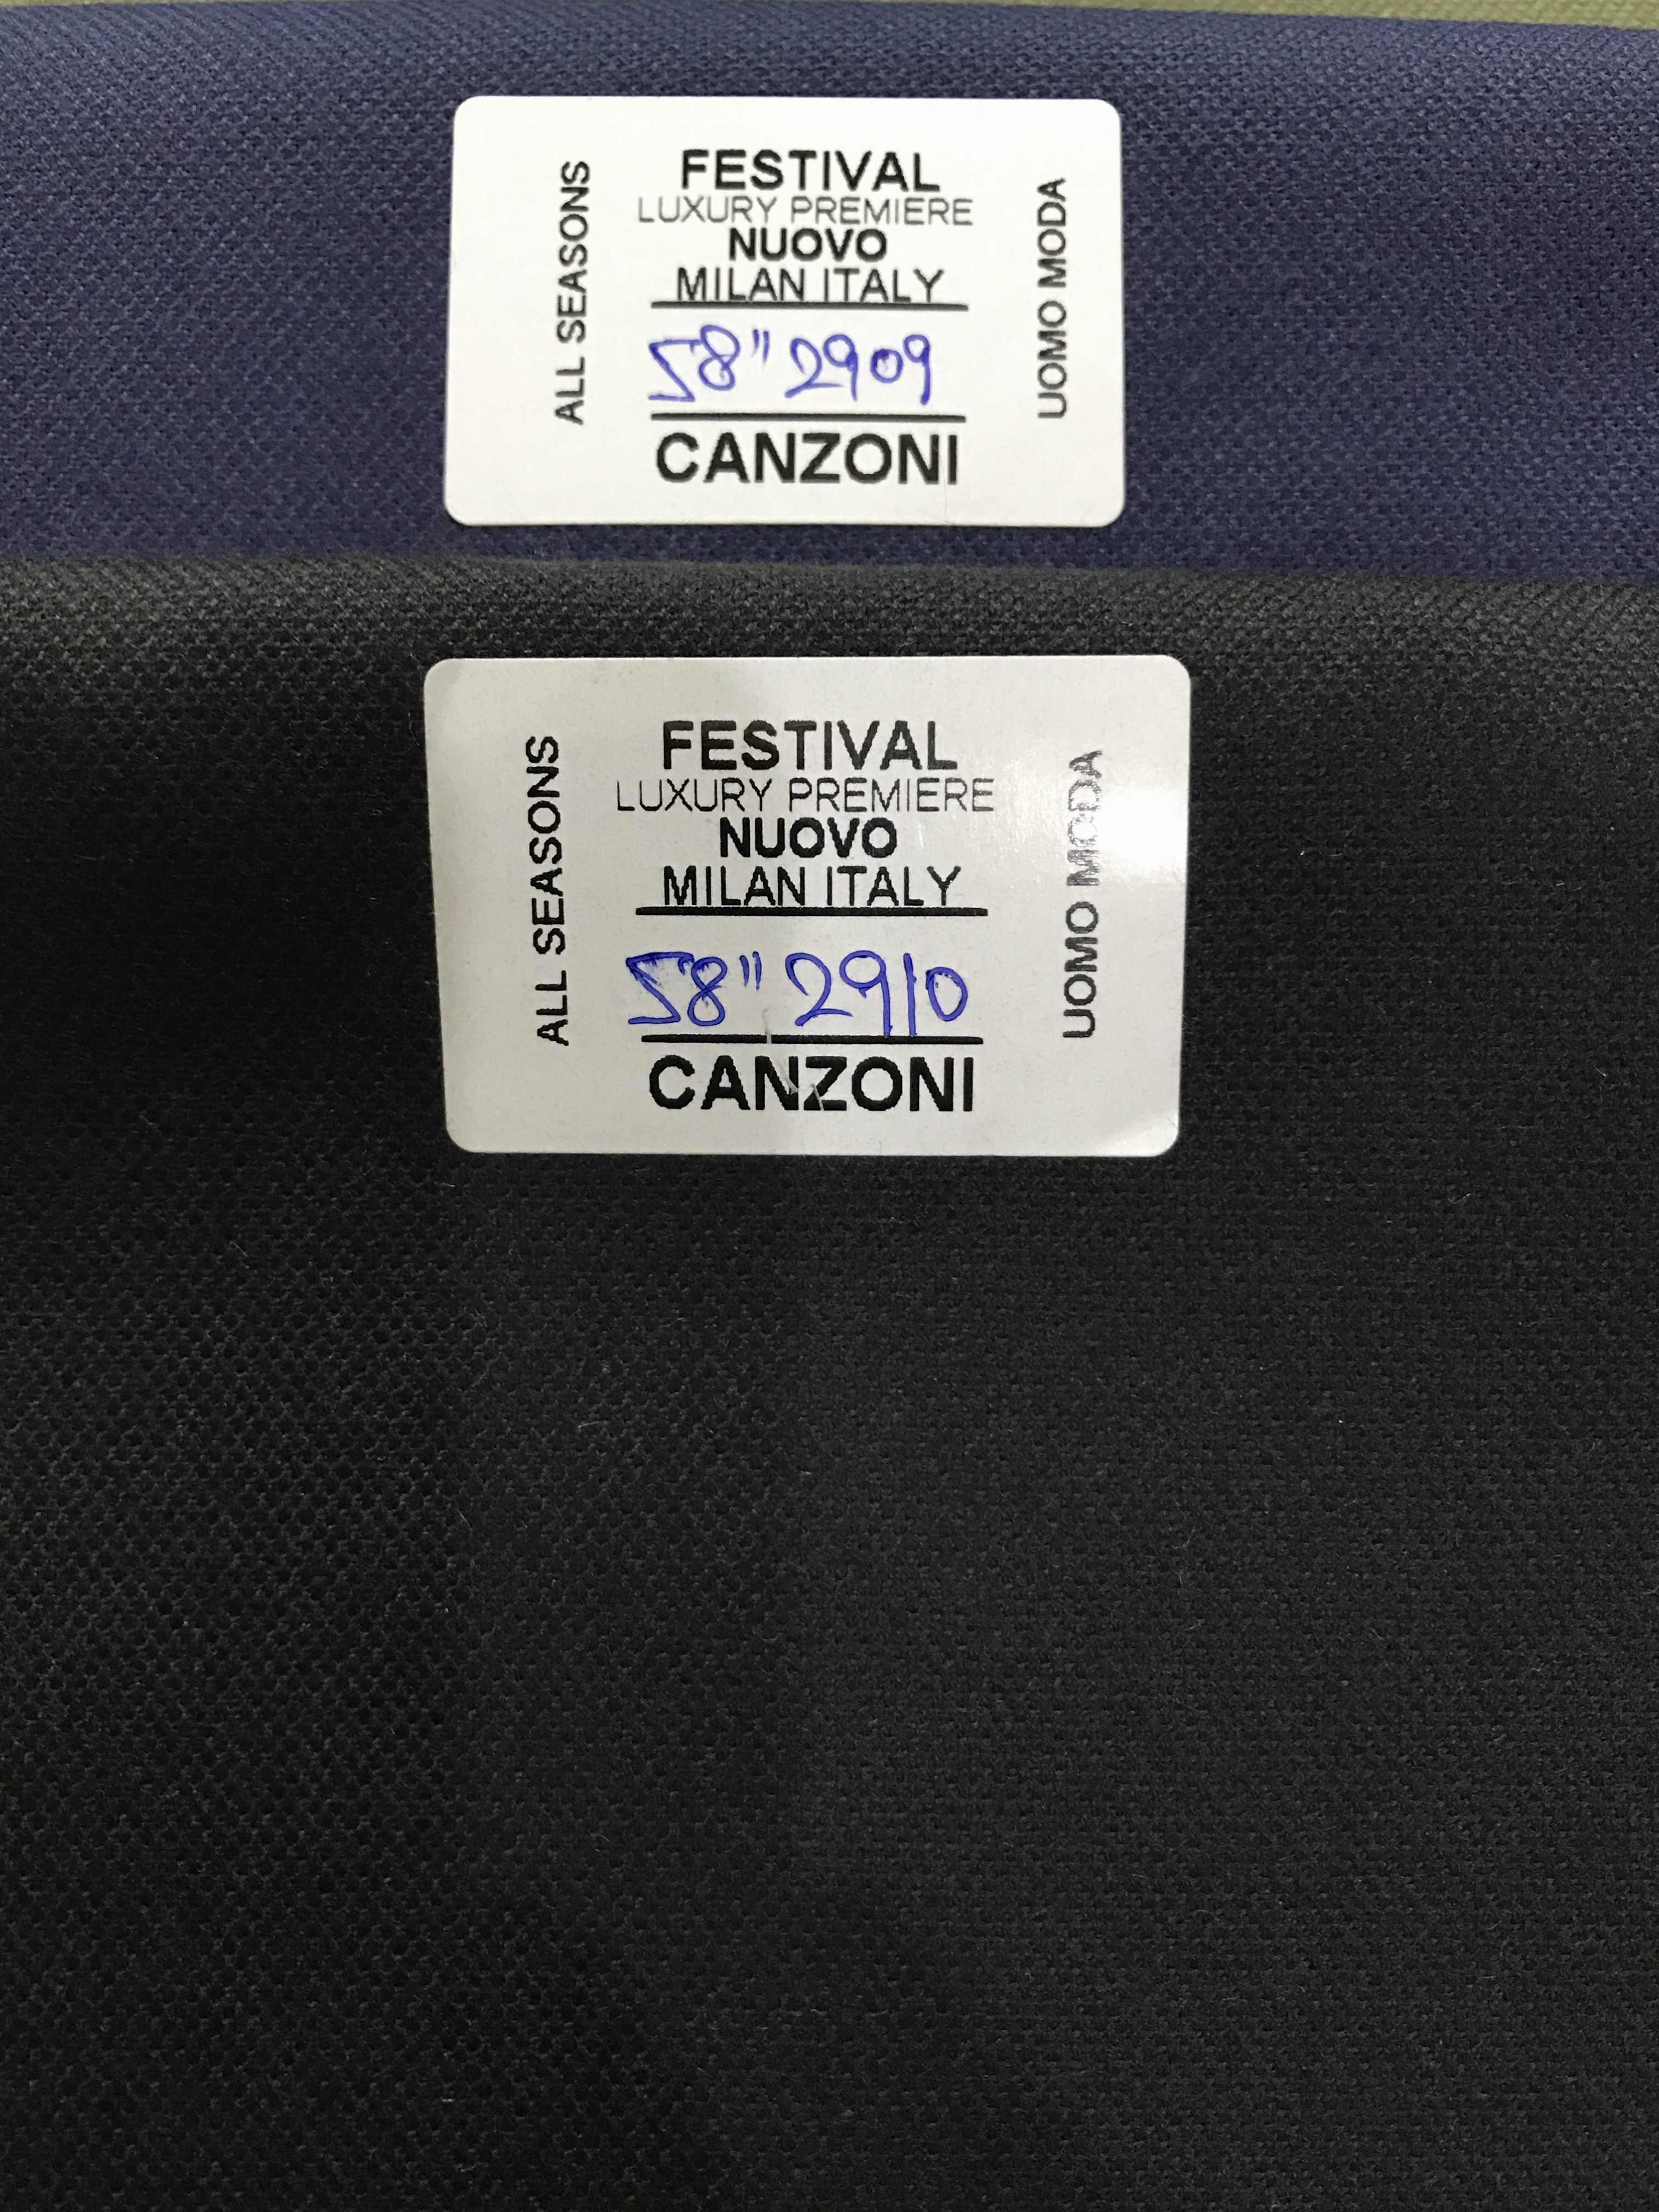 ALL SEASONS
FESTIVAL
LUXURY PREMIERE
NUOVO
MILAN ITALY
58" 2909
CANZONI
UOMO MODA
ALL SEASONS
FESTIVAL
LUXURY PREMIERE
NUOVO
MILAN ITALY
58" 2910
CANZONI
UOMO MODA